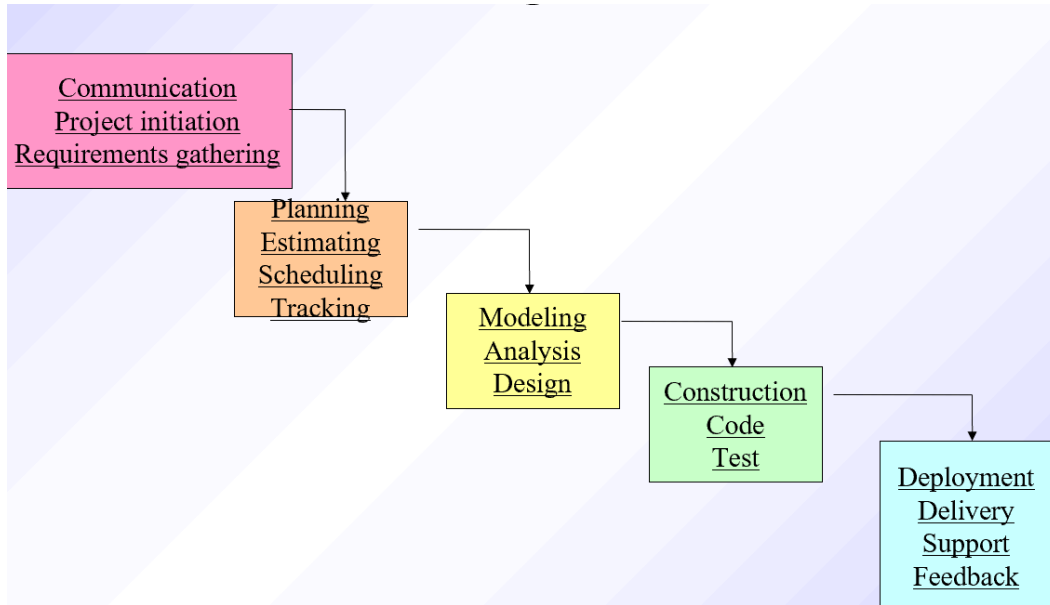 Communication
Project initiation
Requirements gathering
Planning
Estimating
Scheduling
Tracking
Modeling
Analysis
Design
Construction
Code
Test
Deployment
Delivery
Support
Feedback